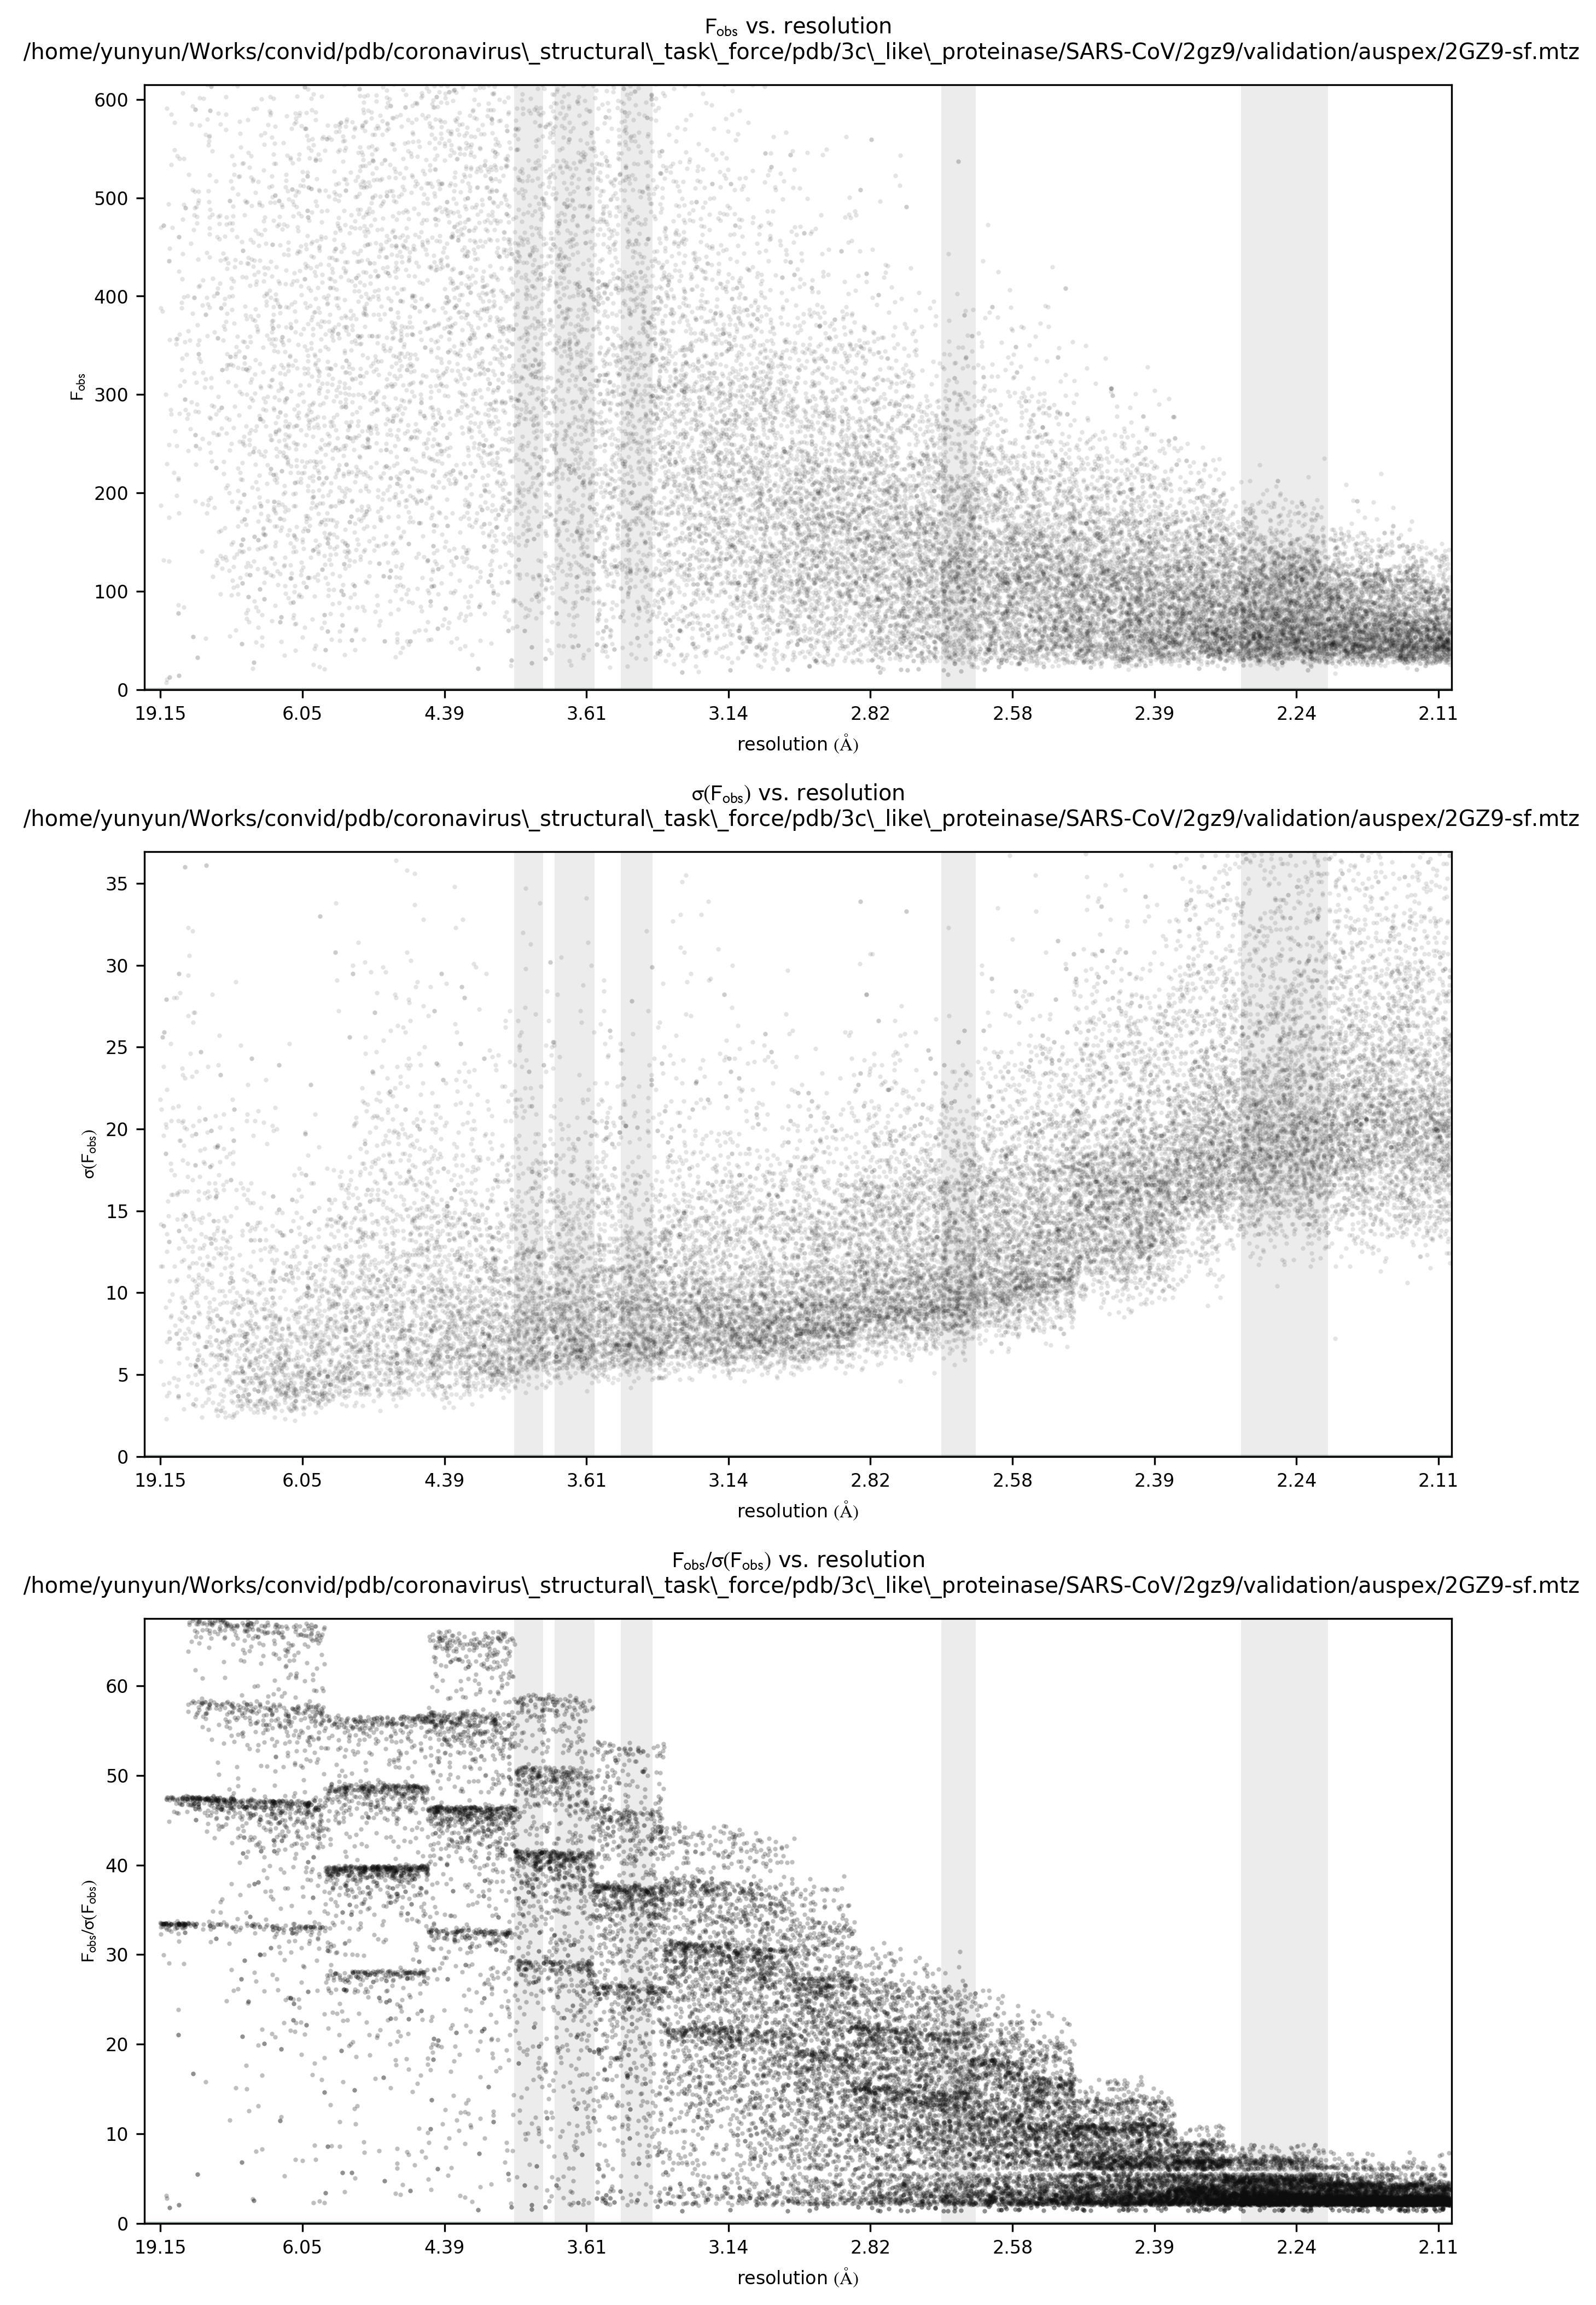 Fobs vs. resolution
/home/yunyun/Works/convid/pdb/coronavirus\_structural\_task\_force/pdb/3c\_like\_proteinase/SARS-CoV/2gz9/validation/auspex/2GZ9-sf.mtz
600
500
400
300
200
100
0
Fobs
19.15 6.05 4.39 3.61 3.14 2.82 2.58 2.39 2.24 2.11
resolution (Å)
σ(Fobs) vs. resolution
/home/yunyun/Works/convid/pdb/coronavirus\_structural\_task\_force/pdb/3c\_like\_proteinase/SARS-CoV/2gz9/validation/auspex/2GZ9-sf.mtz
35
30
25
20
15
10
5
0
σ(Fobs)
19.15 6.05 4.39 3.61 3.14 2.82 2.58 2.39 2.24 2.11
resolution (Å)
Fobs/σ(Fobs) vs. resolution
/home/yunyun/Works/convid/pdb/coronavirus\_structural\_task\_force/pdb/3c\_like\_proteinase/SARS-CoV/2gz9/validation/auspex/2GZ9-sf.mtz
60
50
40
30
20
10
0
Fobs/σ(Fobs)
19.15 6.05 4.39 3.61 3.14 2.82 2.58 2.39 2.24 2.11
resolution (Å)